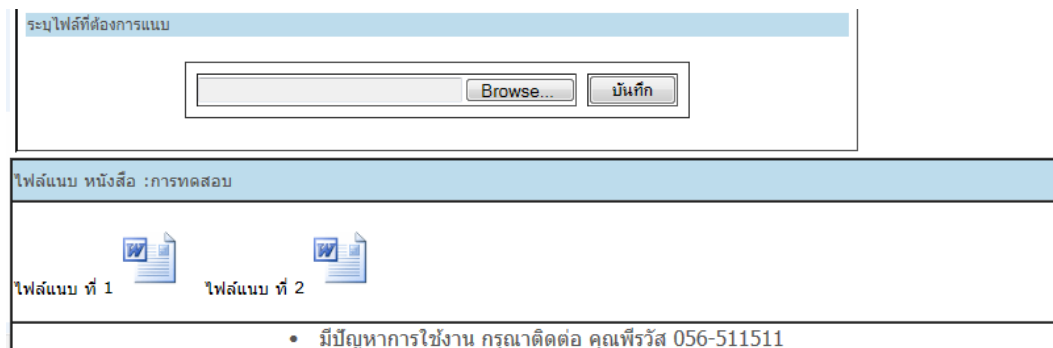 ระบุไฟล์ที่ต้องการแนบ
Browse... บันทึก
ไฟล์แนบ หนังสือ :การทดสอบ
ไฟล์แนบ ที่ 1 ไฟล์แนบ ที่ 2
• มีปัญหาการใช้งาน กรุณาติดต่อ คุณพีรวัส 056-511511